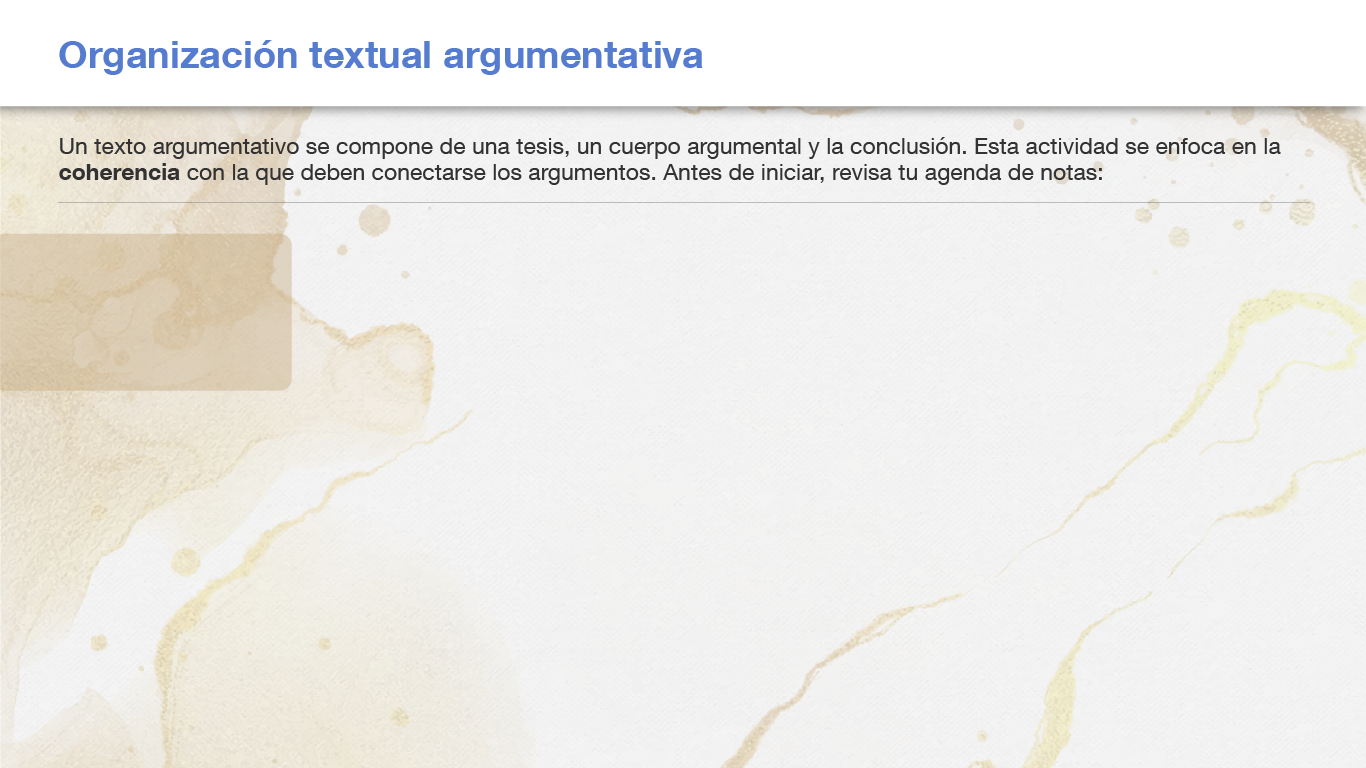 Organización textual argumentativa
Un texto argumentativo se compone de una tesis, un cuerpo argumental y la conclusión. Esta actividad se enfoca en la
coherencia con la que deben conectarse los argumentos. Antes de iniciar, revisa tu agenda de notas: